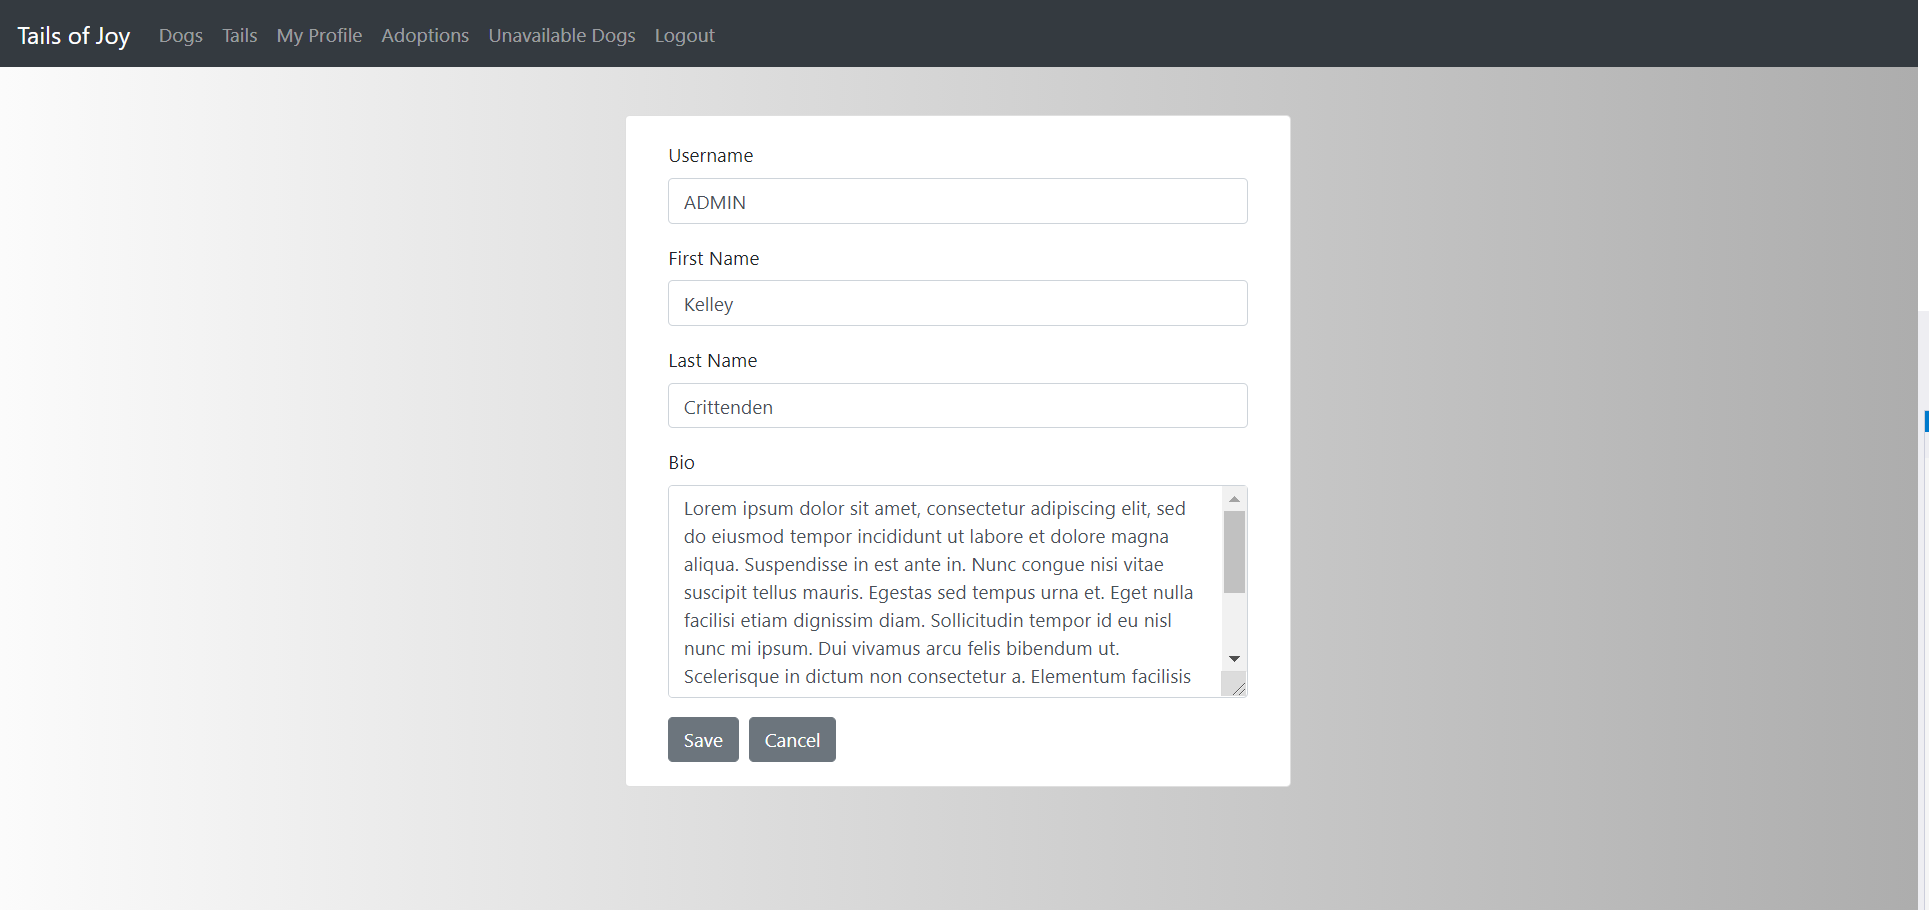 Tails of Joy Dogs Tails My Profile Adoptions Unavailable Dogs Logout
Username
ADMIN
First Name
Kelley
Last Name
Crittenden
Bio
Lorem ipsum dolor sit amet, consectetur adipiscing elit, sed
do eiusmod tempor incididunt ut labore et dolore magna
aliqua. Suspendisse in est ante in. Nunc congue nisi vitae
suscipit tellus mauris. Egestas sed tempus urna et. Eget nulla
facilisi etiam dignissim diam. Sollicitudin tempor id eu nisl
nunc mi ipsum. Dui vivamus arcu felis bibendum ut.
Scelerisque in dictum non consectetur a. Elementum facilisis
Save Cancel